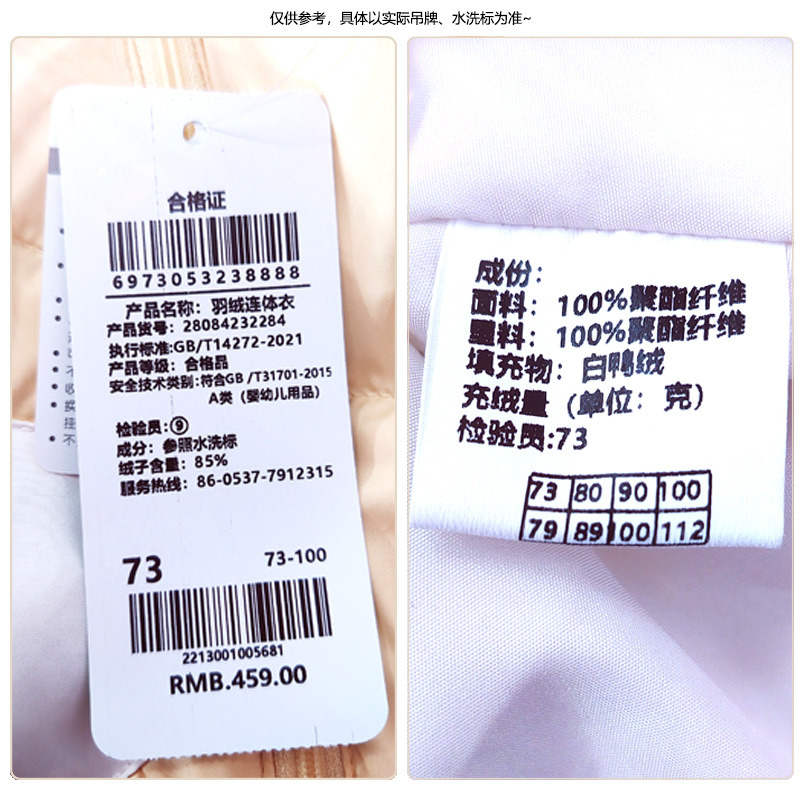 仅供参考，具体以实际吊牌、水洗标为准~
合格证
6973053238888
产品名称：羽绒连体衣
产品货号：28084232284
执行标准:GB/T14272-2021
产品等级：合格品
安全技术类别:符合GB /T31701-2015
A类（婴幼儿用品）
检验员:⑨
成分：参照水洗标
绒子含量：85%
服务热线：86-0537-7912315
73 73-100
2213001005681
RMB.459.00
成份：
面料：100%聚酯纤维
里料：100%聚酯纤维
填充物：白鸭绒
充绒量（单位：克）
检验员:73
73 80 90 100
79 89 100 112